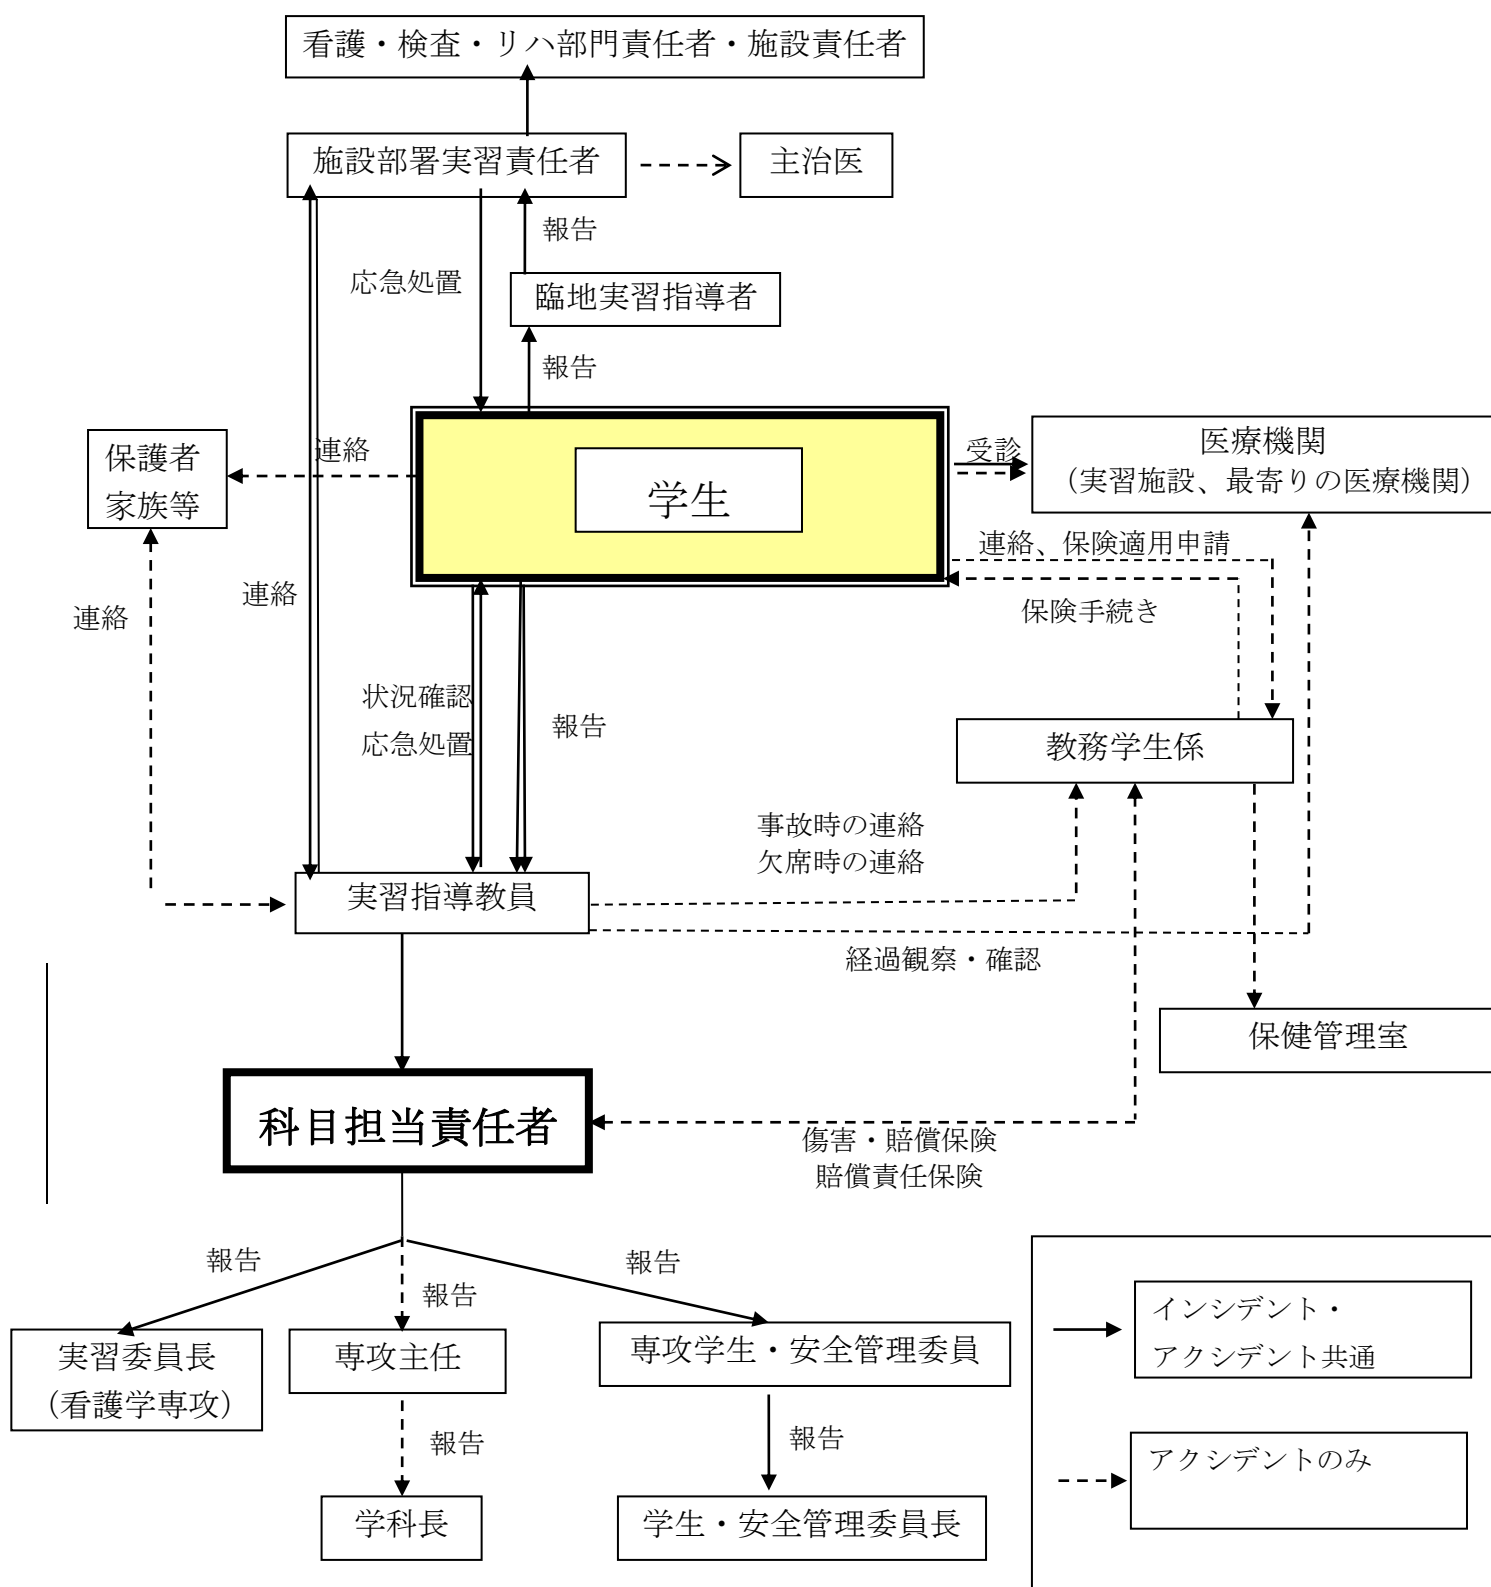 看護・検査・リハ部門責任者・施設責任者
施設部署実習責任者
主治医
報告
応急処置
臨地実習指導者
報告
保護者
家族等
連絡
学生
受診
医療機関
（実習施設、最寄りの医療機関）
連絡、保険適用申請
保険手続き
連絡
連絡
状況確認
応急処置
報告
教務学生係
事故時の連絡
欠席時の連絡
実習指導教員
経過観察・確認
保健管理室
科目担当責任者
傷害・賠償保険
賠償責任保険
報告
報告
報告
実習委員長
（看護学専攻）
専攻主任
専攻学生・安全管理委員
報告
報告
学科長
学生・安全管理委員長
インシデント・
アクシデント共通
アクシデントのみ